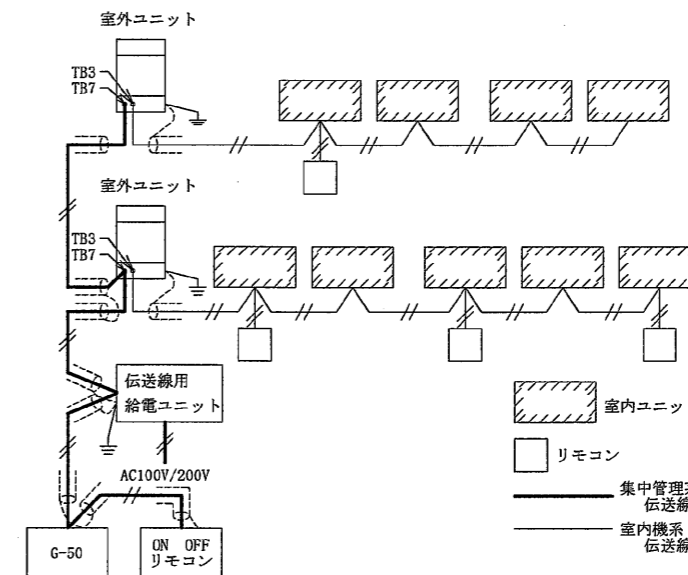 室外ユニット
TB3
TB7
室外ユニット
TB3
TB7
伝送線用
給電ユニット
AC100V/200V
G-50
ON OFF
リモコン
室内ユニッ
リモコン
集中管理
伝送線
室内機系
伝送線